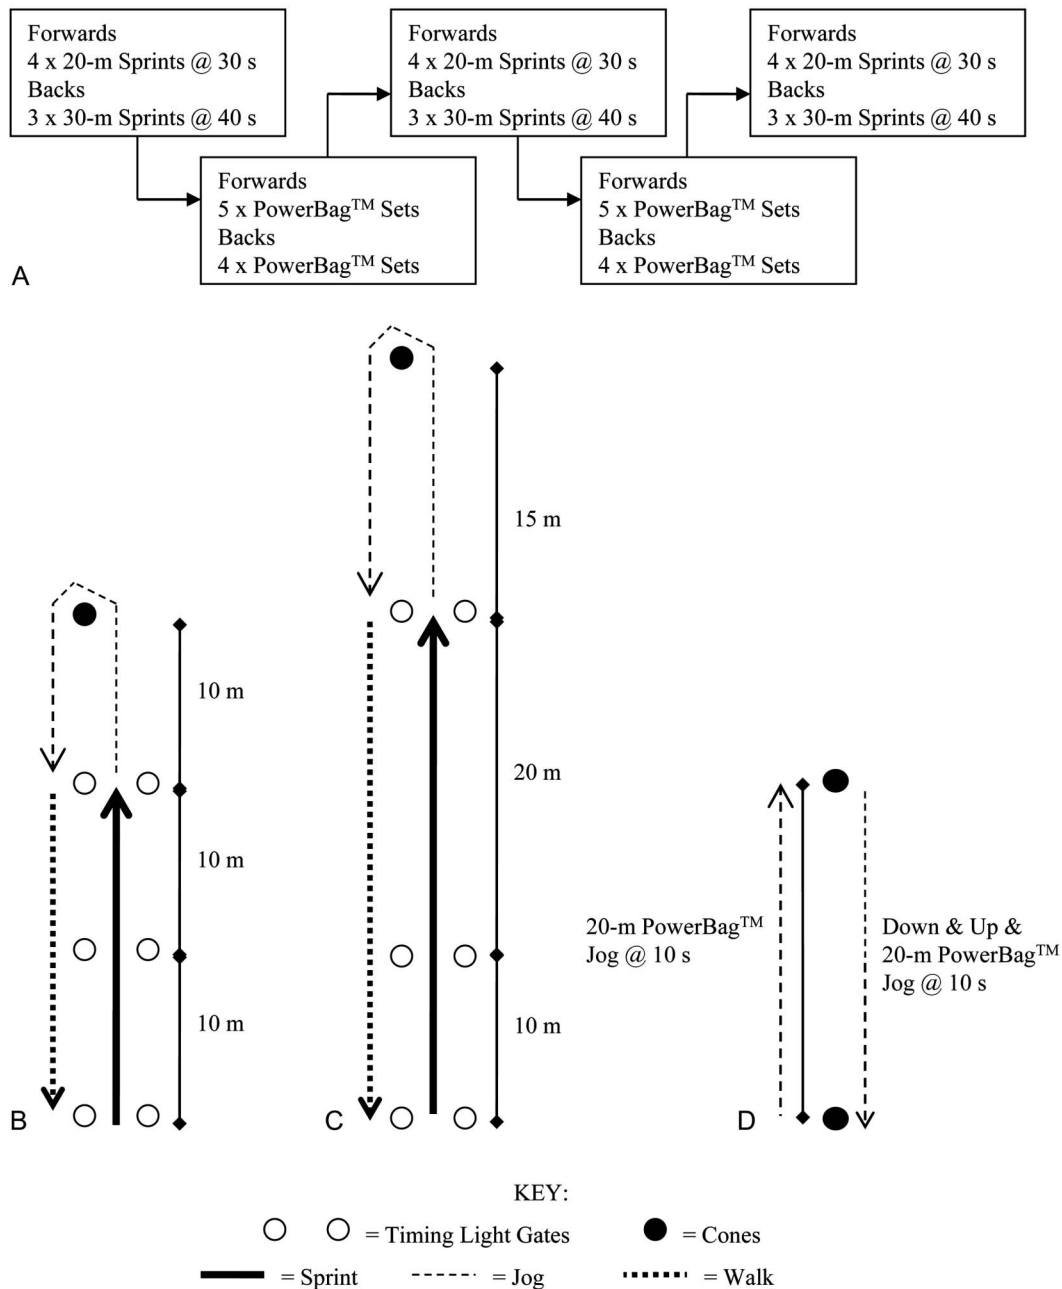 Forwards
4 x 20-m Sprints @ 30 s
Backs
3 x 30-m Sprints @ 40 s
Forwards
4 x 20-m Sprints @ 30 s
Backs
3 x 30-m Sprints @ 40 s
Forwards
4 x 20-m Sprints @ 30 s
Backs
3 x 30-m Sprints @ 40 s
Forwards
5 x PowerBag™ Sets
Backs
4 x PowerBag™ Sets
Forwards
5 x PowerBag™ Sets
Backs
4 x PowerBag™ Sets
A
10 m
10 m
10 m
B
15 m
20 m
10 m
C
20-m PowerBag™
Jog @ 10 s
Down & Up &
20-m PowerBag™
Jog @ 10 s
D
KEY:
= Timing Light Gates
= Cones
= Sprint
= Jog
= Walk